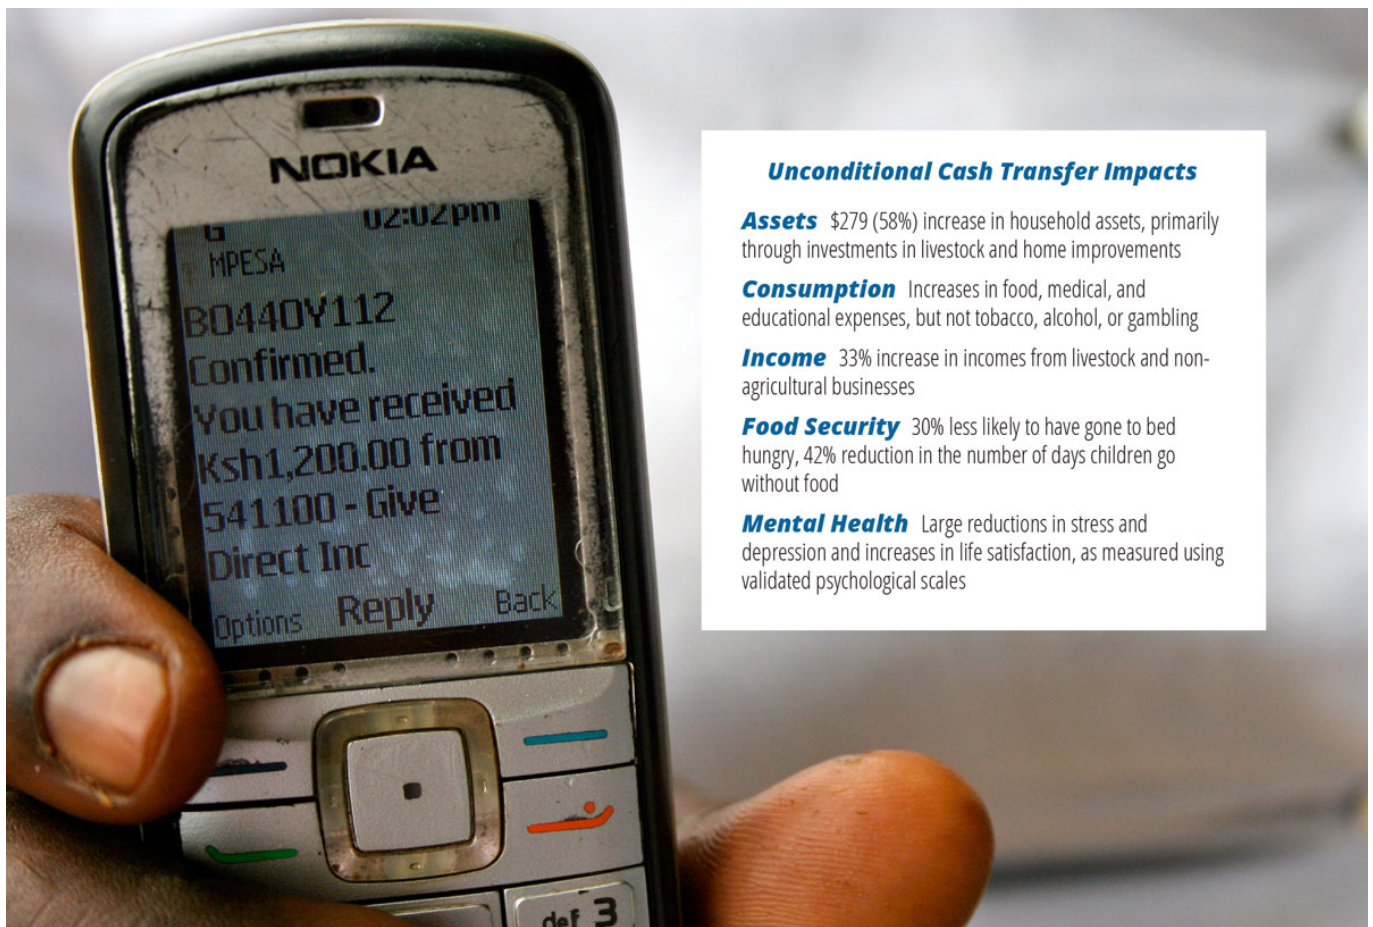 NOKIA
G 02:02pm
MPESA
BO440Y112
Confirmed.
You have received
Ksh1,200.00 from
541100 - Give
Direct Inc
Options Reply Back
def 3
Unconditional Cash Transfer Impacts
Assets $279 (58%) increase in household assets, primarily
through investments in livestock and home improvements
Consumption Increases in food, medical, and
educational expenses, but not tobacco, alcohol, or gambling
Income 33% increase in incomes from livestock and non-
agricultural businesses
Food Security 30% less likely to have gone to bed
hungry, 42% reduction in the number of days children go
without food
Mental Health Large reductions in stress and
depression and increases in life satisfaction, as measured using
validated psychological scales